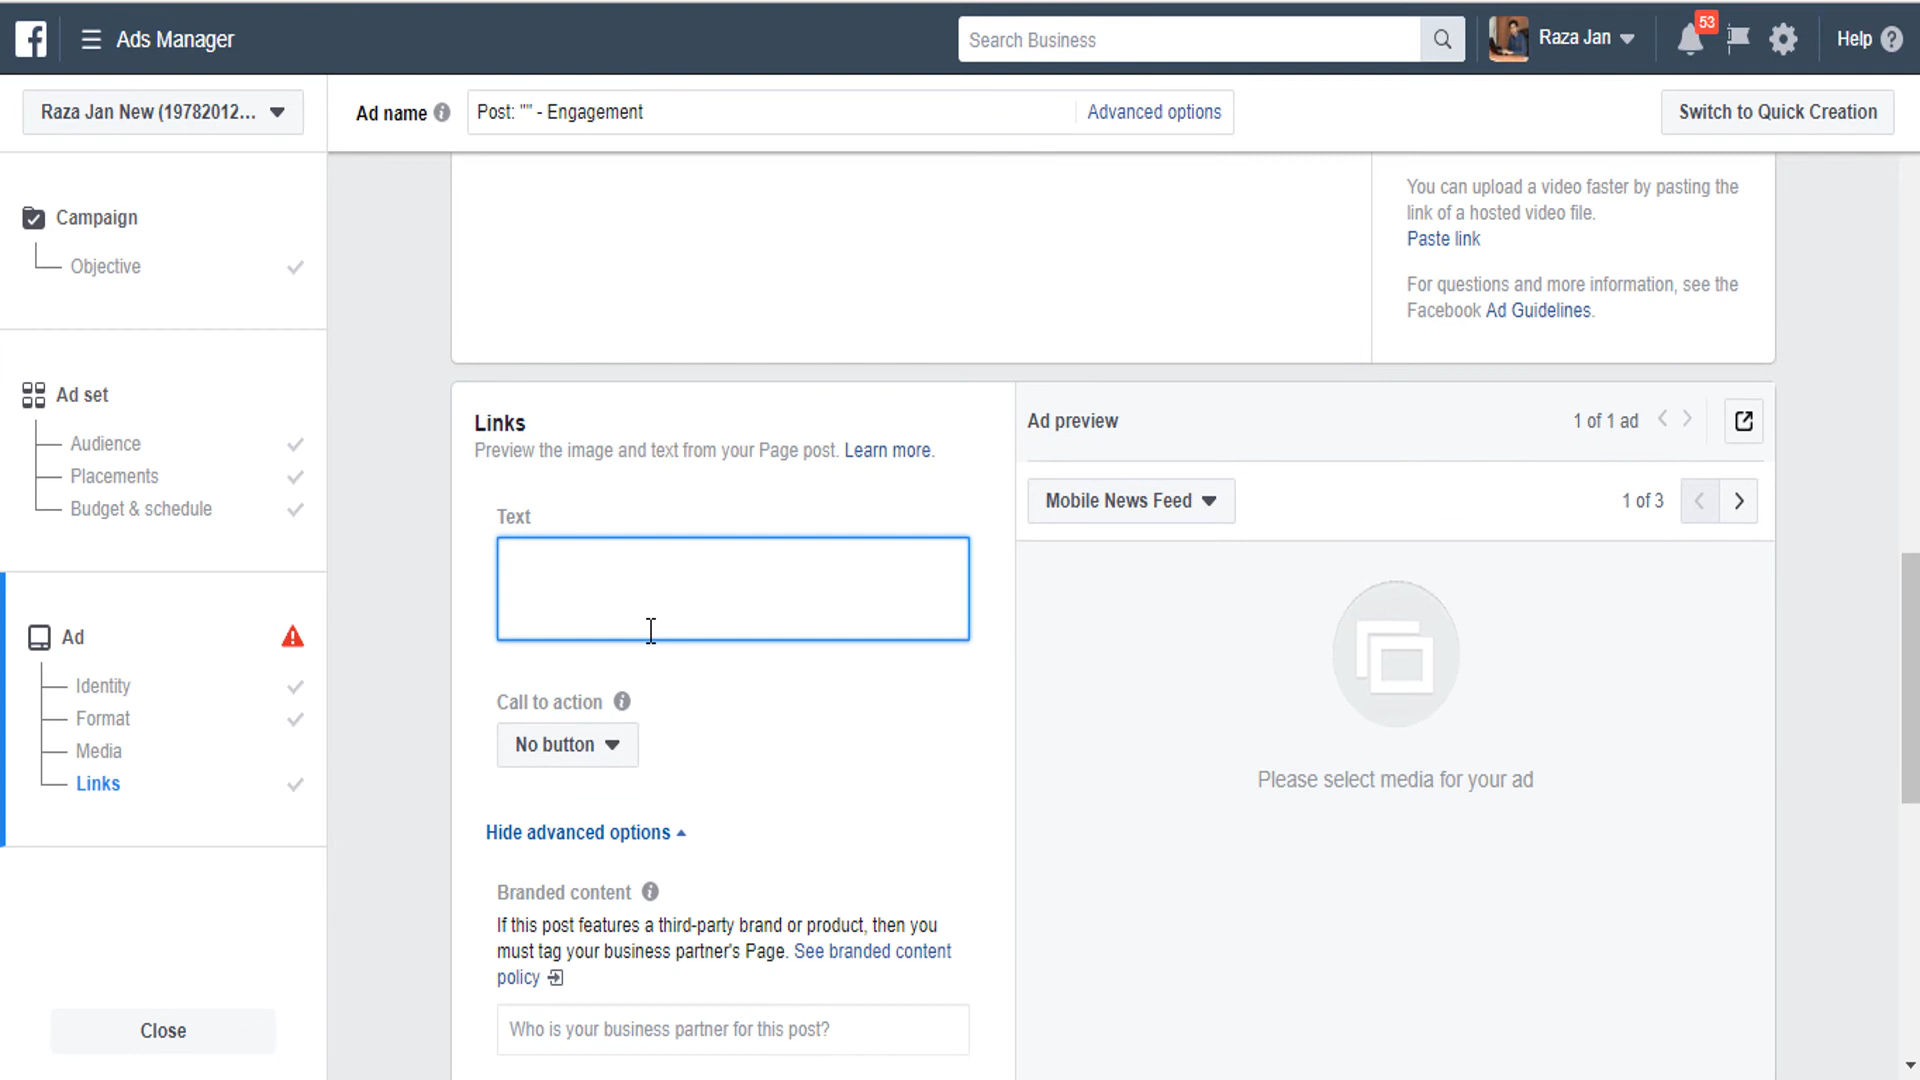 Ads Manager
Search Business
Raza Jan
53
Help
Raza Jan New (19782012...
Ad name
Post: "" - Engagement
Advanced options
Switch to Quick Creation
Campaign
Objective
Ad set
Audience
Placements
Budget & schedule
Ad
Identity
Format
Media
Links
Close
You can upload a video faster by pasting the
link of a hosted video file.
Paste link
For questions and more information, see the
Facebook Ad Guidelines.
Links
Preview the image and text from your Page post. Learn more.
Text
Call to action
No button
Hide advanced options
Branded content
If this post features a third-party brand or product, then you
must tag your business partner's Page. See branded content
policy
Who is your business partner for this post?
Ad preview
1 of 1 ad
Mobile News Feed
1 of 3
Please select media for your ad